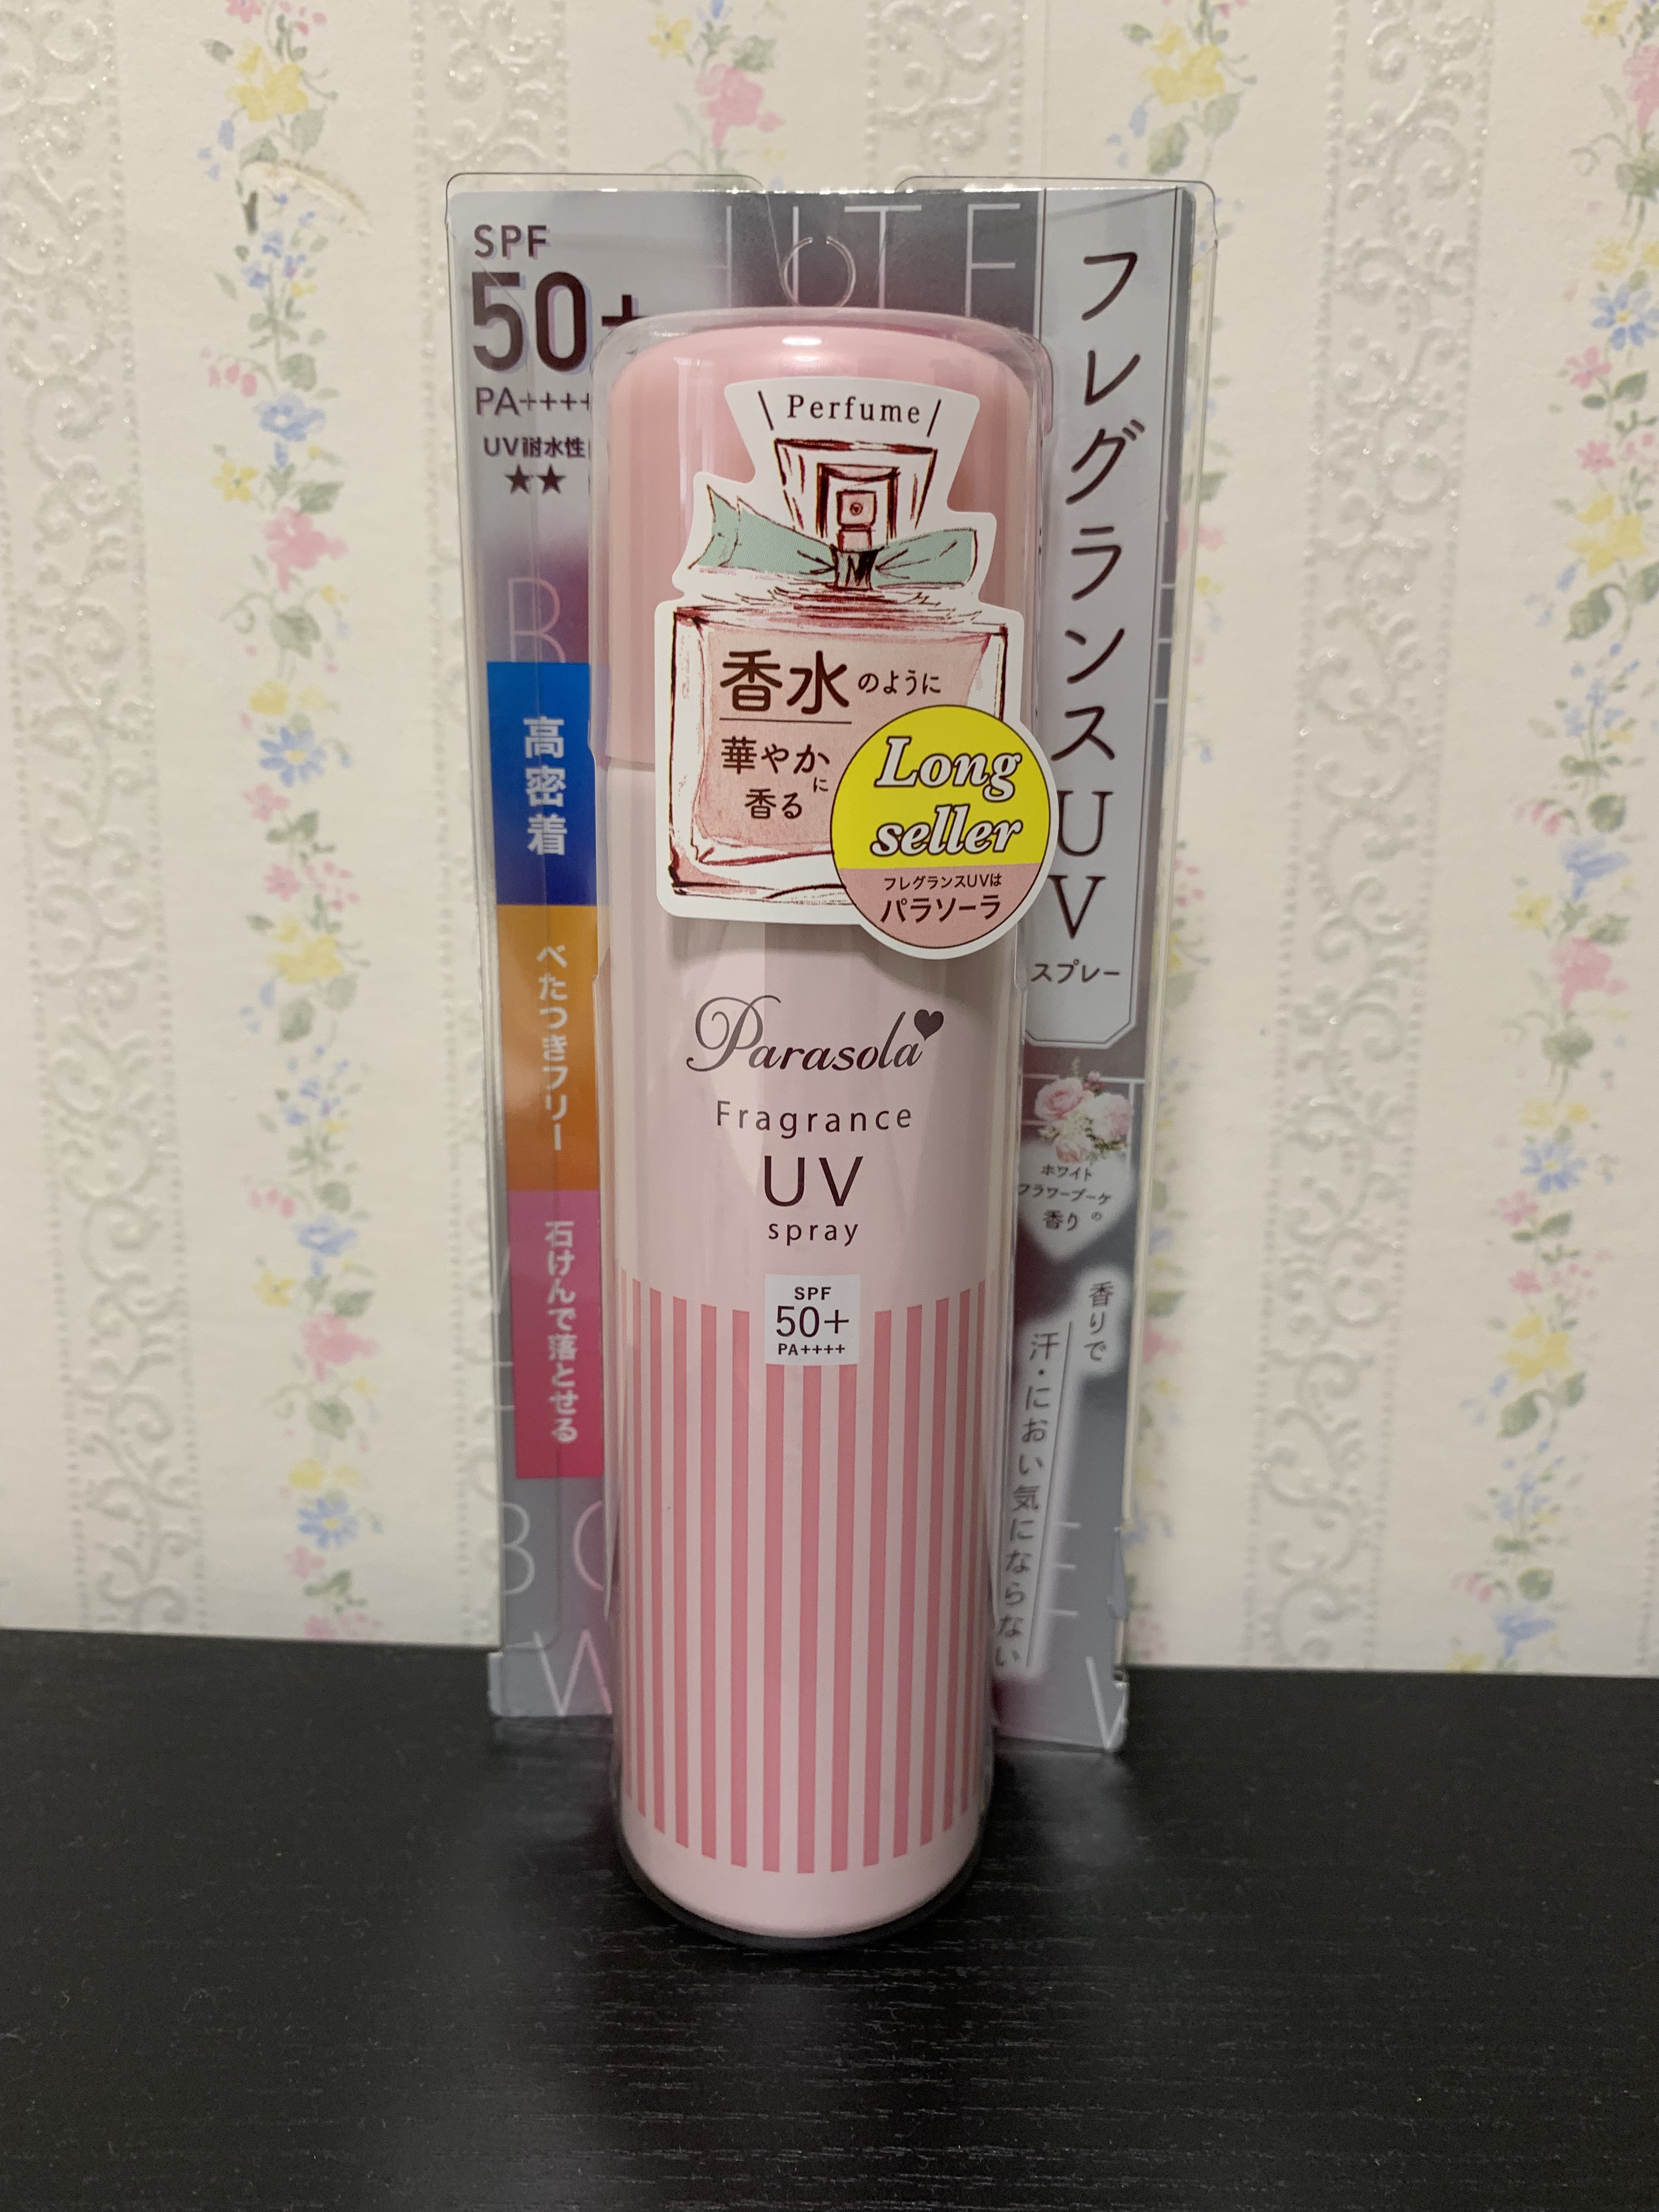 SPF
50+
PA++++
UV耐水性
★★
高密着
べたつきフリー
石けんで落とせる
Perfume
香水のように
華やかに
香る
Long
seller
フレグランスUVは
パラソーラ
Parasola
Fragrance
UV
spray
SPF
50+
PA++++
フレグランスUV
スプレー
ホワイト
フラワーブーケの
香り
香りで
汗・におい気にならない